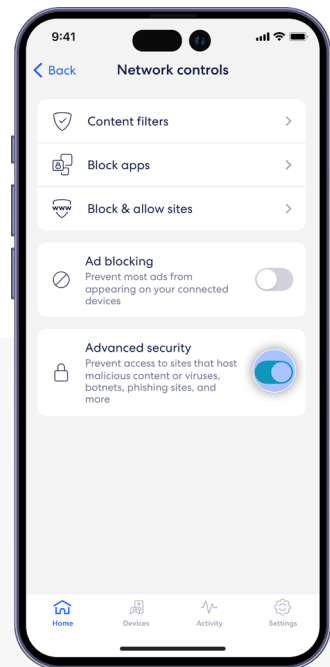 9:41
Back
Network controls
Content filters
Block apps
www
Block & allow sites
Ad blocking
Prevent most ads from
appearing on your connected
devices
Advanced security
Prevent access to sites that host
malicious content or viruses,
botnets, phishing sites, and
more
Home
Devices
Activity
Settings